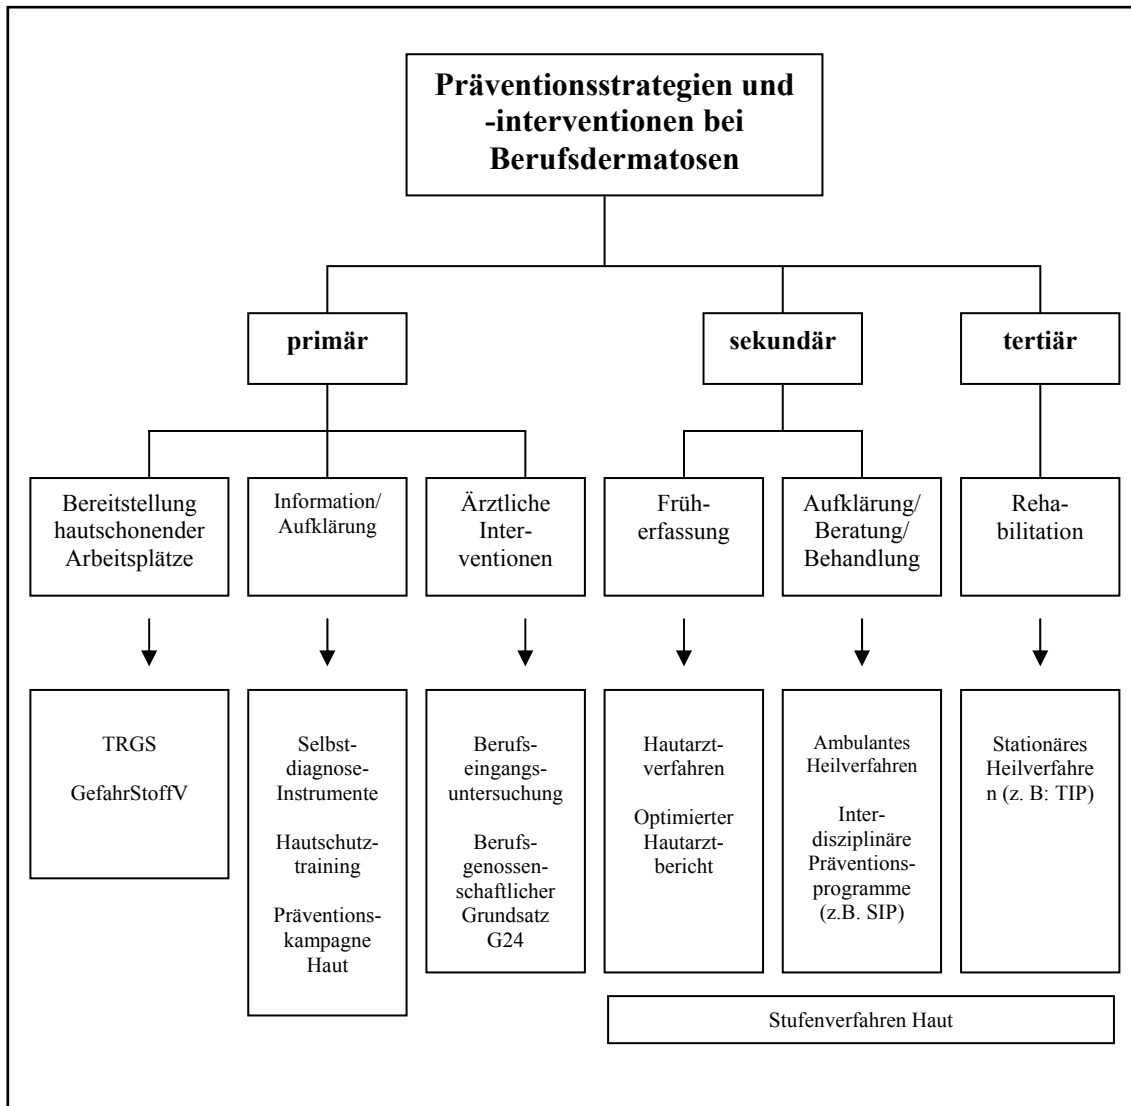 Präventionsstrategien und
-interventionen bei
Berufsdermatosen
primär
sekundär
tertiär
Bereitstellung
hautschonender
Arbeitsplätze
Information/
Aufklärung
Ärztliche
Inter-
ventionen
Früh-
erfassung
Aufklärung/
Beratung/
Behandlung
Reha-
bilitation
TRGS
GefahrStoffV
Selbst-
diagnose-
Instrumente
Hautschutz-
training
Präventions-
kampagne
Haut
Berufs-
eingangs-
untersuchung
Berufs-
genossen-
schaftlicher
Grundsatz
G24
Hautarzt-
verfahren
Optimierter
Hautarzt-
bericht
Ambulantes
Heilverfahren
Inter-
disziplinäre
Präventions-
programme
(z.B. SIP)
Stationäres
Heilverfahre
n (z. B: TIP)
Stufenverfahren Haut